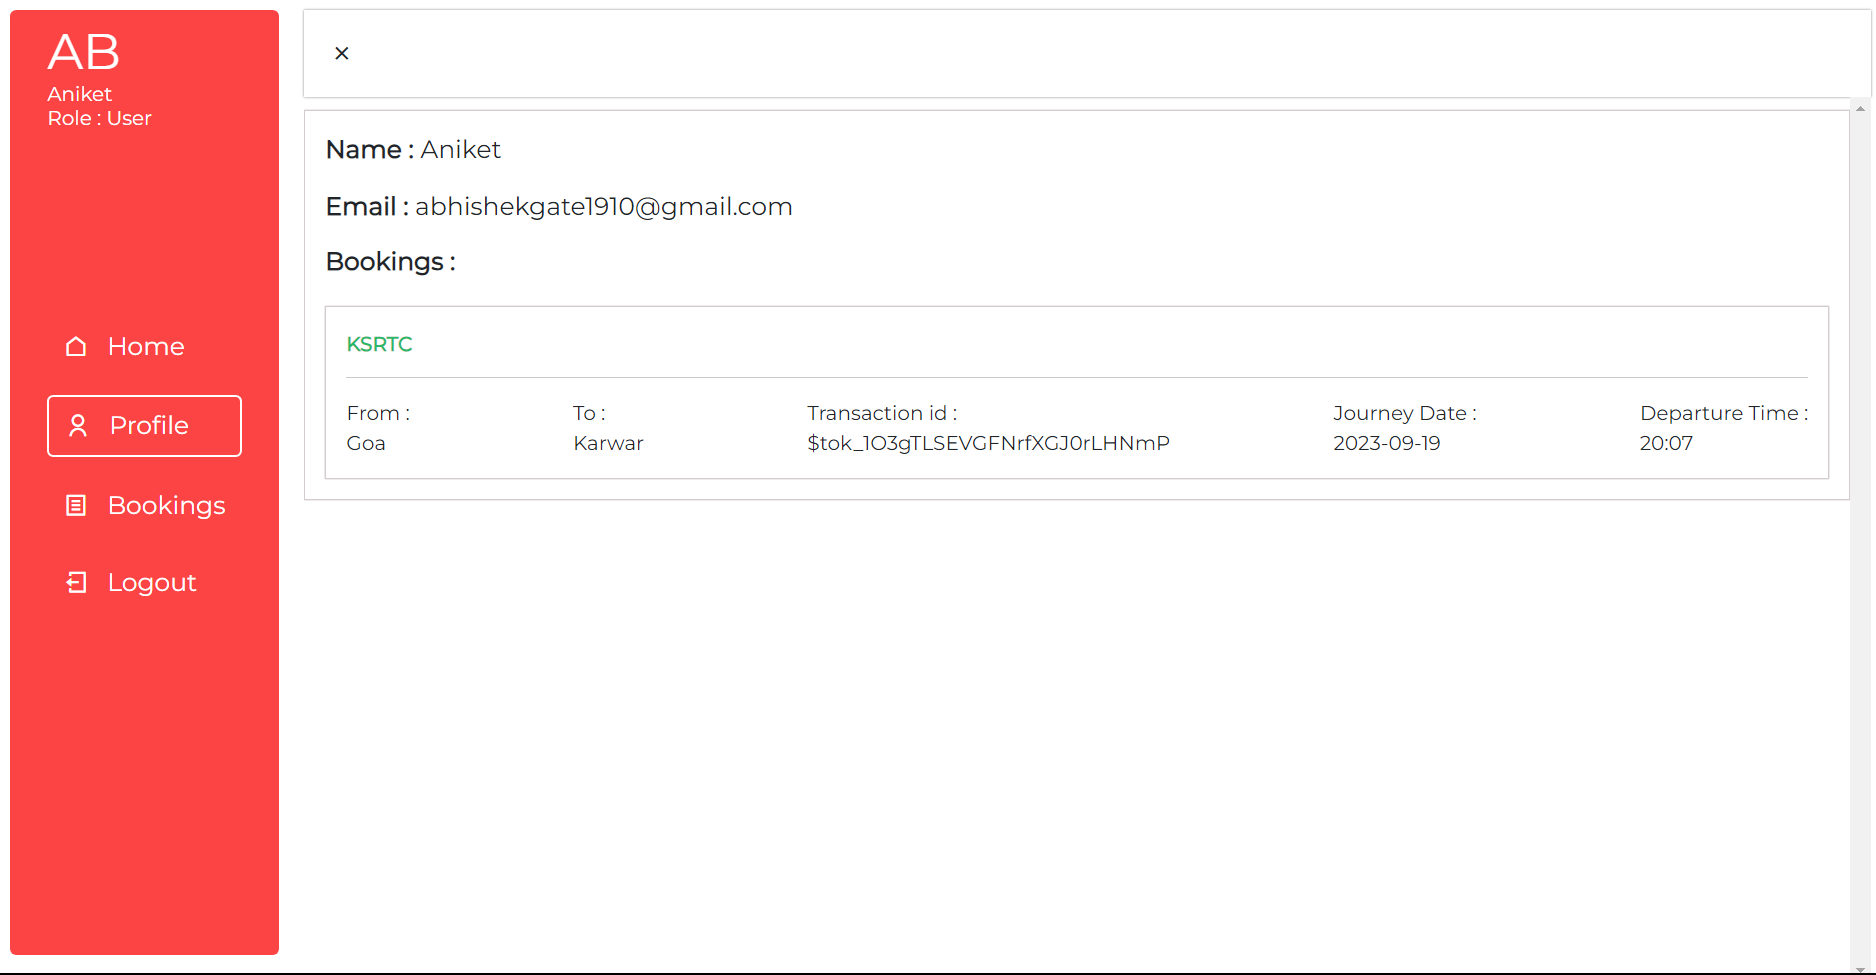 AB
Aniket
Role : User
Home
Profile
Bookings
Logout
×
Name : Aniket
Email : abhishekgate1910@gmail.com
Bookings :
KSRTC
From : To : Transaction id : Journey Date : Departure Time :
Goa Karwar $tok_1O3gTLSEVGFNrfXGJ0rLHNmP 2023-09-19 20:07